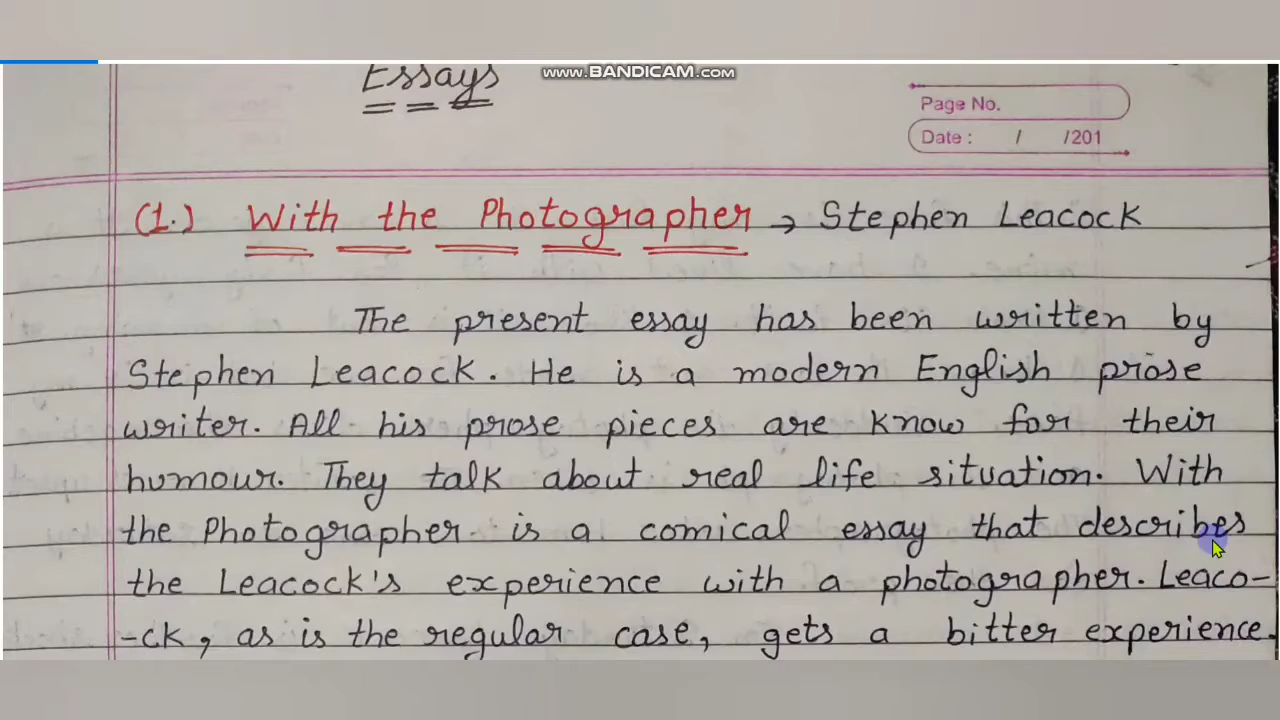 www.BANDICAM.com
Essays
Page No.
Date : / /201
(1.) With the Photographer → Stephen Leacock
The present essay has been written by
Stephen Leacock. He is a modern English prose
writer. All his prose pieces are know for their
humour. They talk about real life situation. With
the Photographer is a comical essay that describes
the Leacock's experience with a photographer. Leaco-
-ck, as is the regular case, gets a bitter experience.